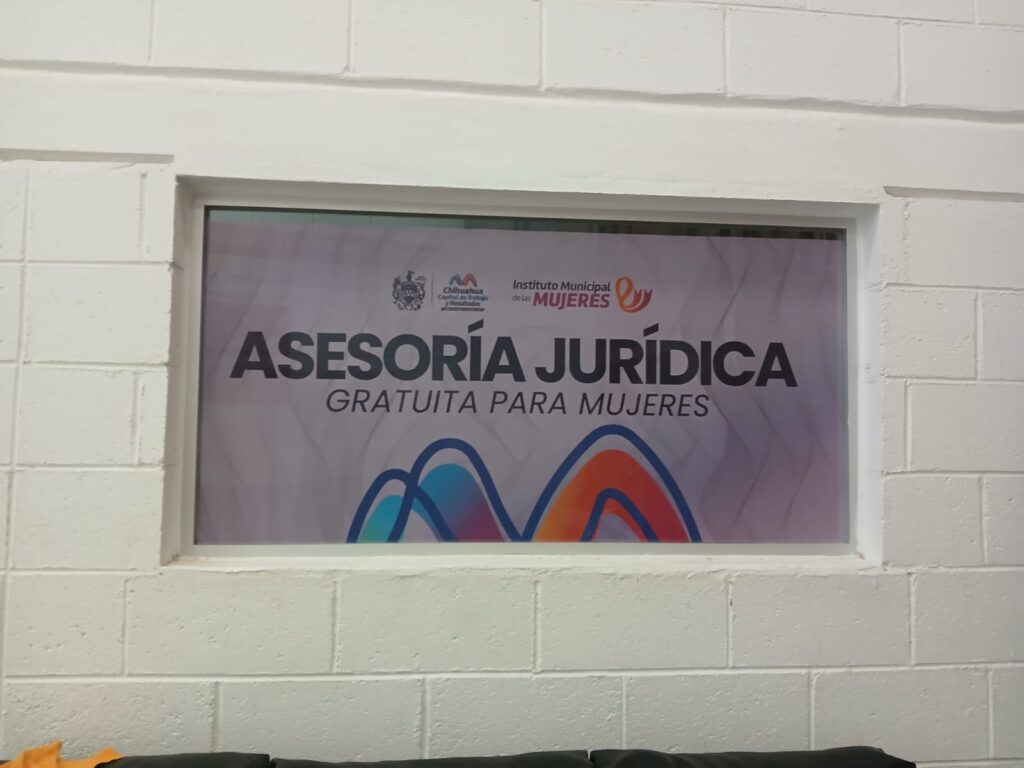 Chihuahua
Capital de Trabajo
y Resultados
Instituto Municipal
de las MUJERES
ASESORÍA JURÍDICA
GRATUITA PARA MUJERES